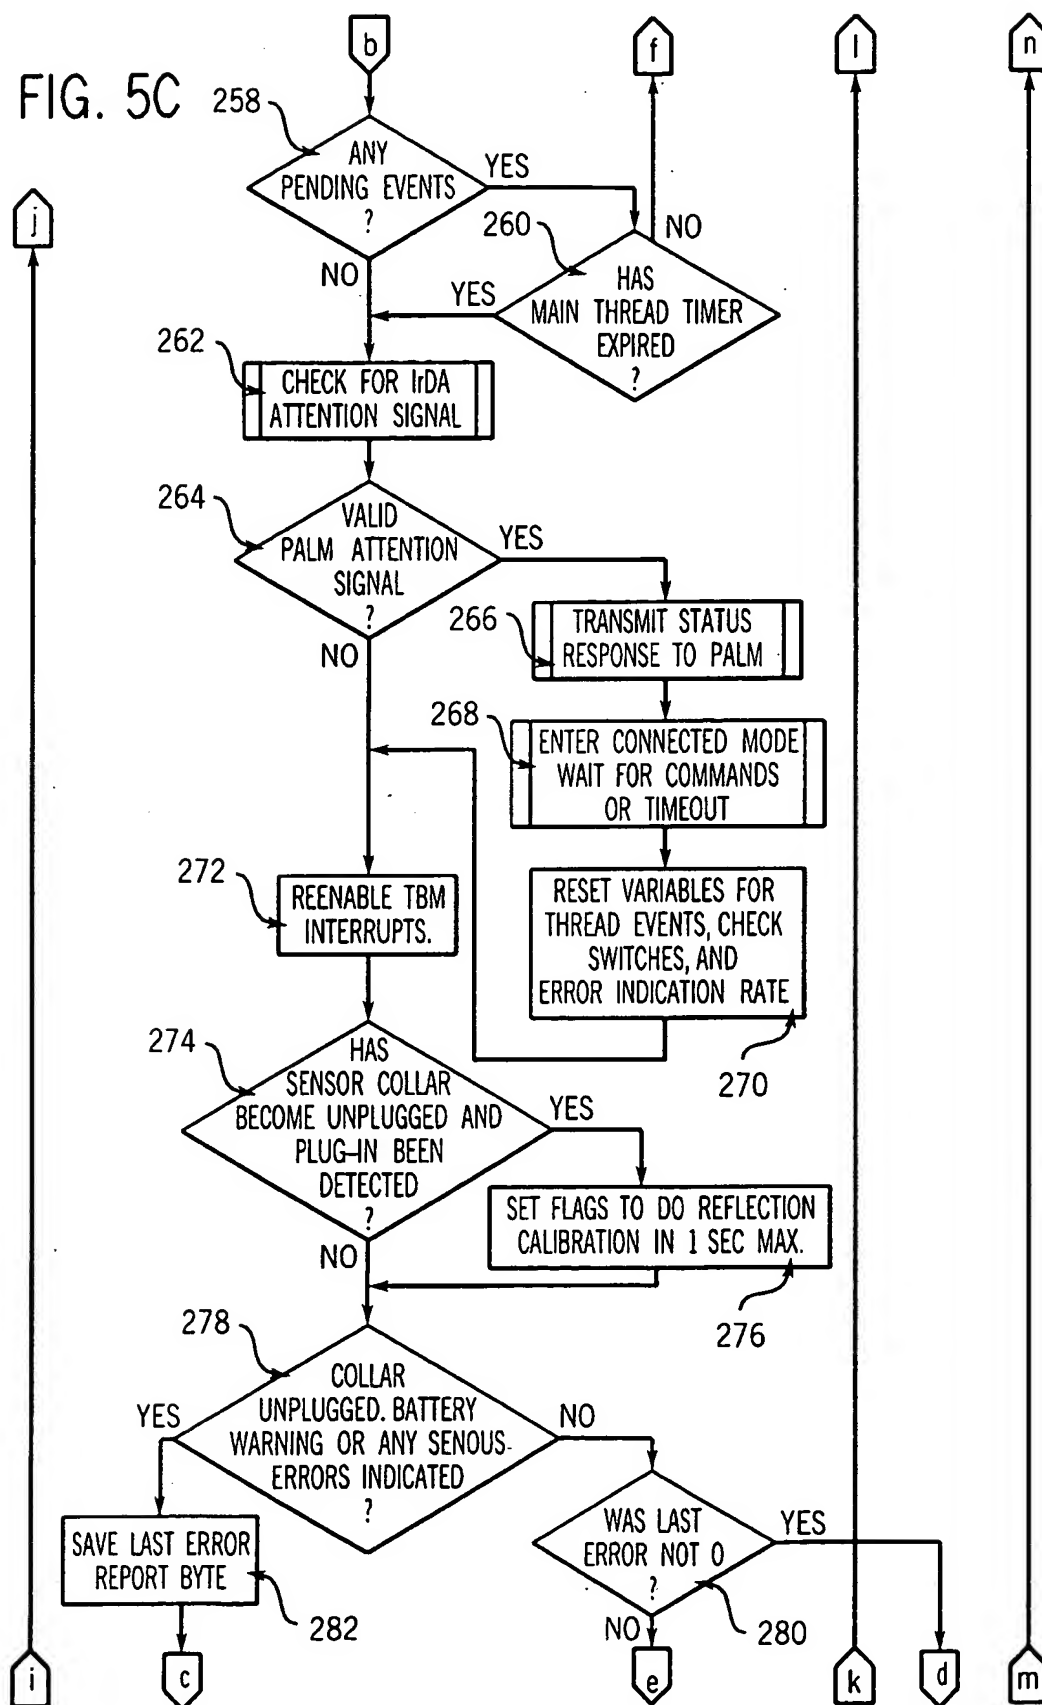 b
f
l
n
FIG. 5C
258
ANY
PENDING EVENTS
?
YES
NO
j
260
NO
HAS
MAIN THREAD TIMER
EXPIRED
?
YES
262
CHECK FOR IrDA
ATTENTION SIGNAL
264
VALID
PALM ATTENTION
SIGNAL
?
YES
NO
266
TRANSMIT STATUS
RESPONSE TO PALM
268
ENTER CONNECTED MODE
WAIT FOR COMMANDS
OR TIMEOUT
272
REENABLE TBM
INTERRUPTS.
RESET VARIABLES FOR
THREAD EVENTS, CHECK
SWITCHES, AND
ERROR INDICATION RATE
270
274
HAS
SENSOR COLLAR
BECOME UNPLUGGED AND
PLUG-IN BEEN
DETECTED
?
YES
NO
SET FLAGS TO DO REFLECTION
CALIBRATION IN 1 SEC MAX.
276
278
COLLAR
UNPLUGGED. BATTERY
WARNING OR ANY SENOUS
ERRORS INDICATED
?
YES
NO
SAVE LAST ERROR
REPORT BYTE
282
WAS LAST
ERROR NOT 0
?
YES
NO
280
i
c
e
k
d
m